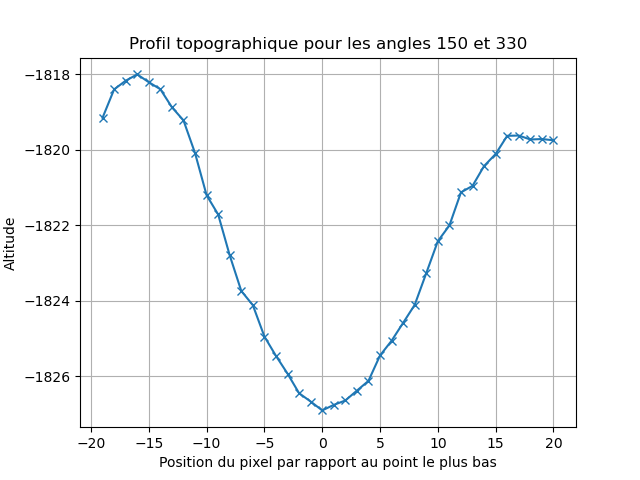 Profil topographique pour les angles 150 et 330
−1818
−1820
−1822
−1824
−1826
Altitude
−20 −15 −10 −5 0 5 10 15 20
Position du pixel par rapport au point le plus bas